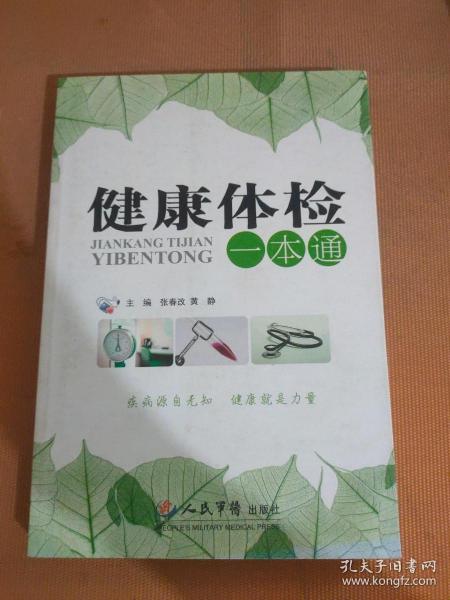 健康体检
JIANKANG TIJIAN
YIBENTONG
一本通
主 编 张春改 黄 静
疾病源自无知 健康就是力量
人民军医 出版社
PEOPLE'S MILITARY MEDICAL PRESS
孔夫子旧书网
www.kongfz.com